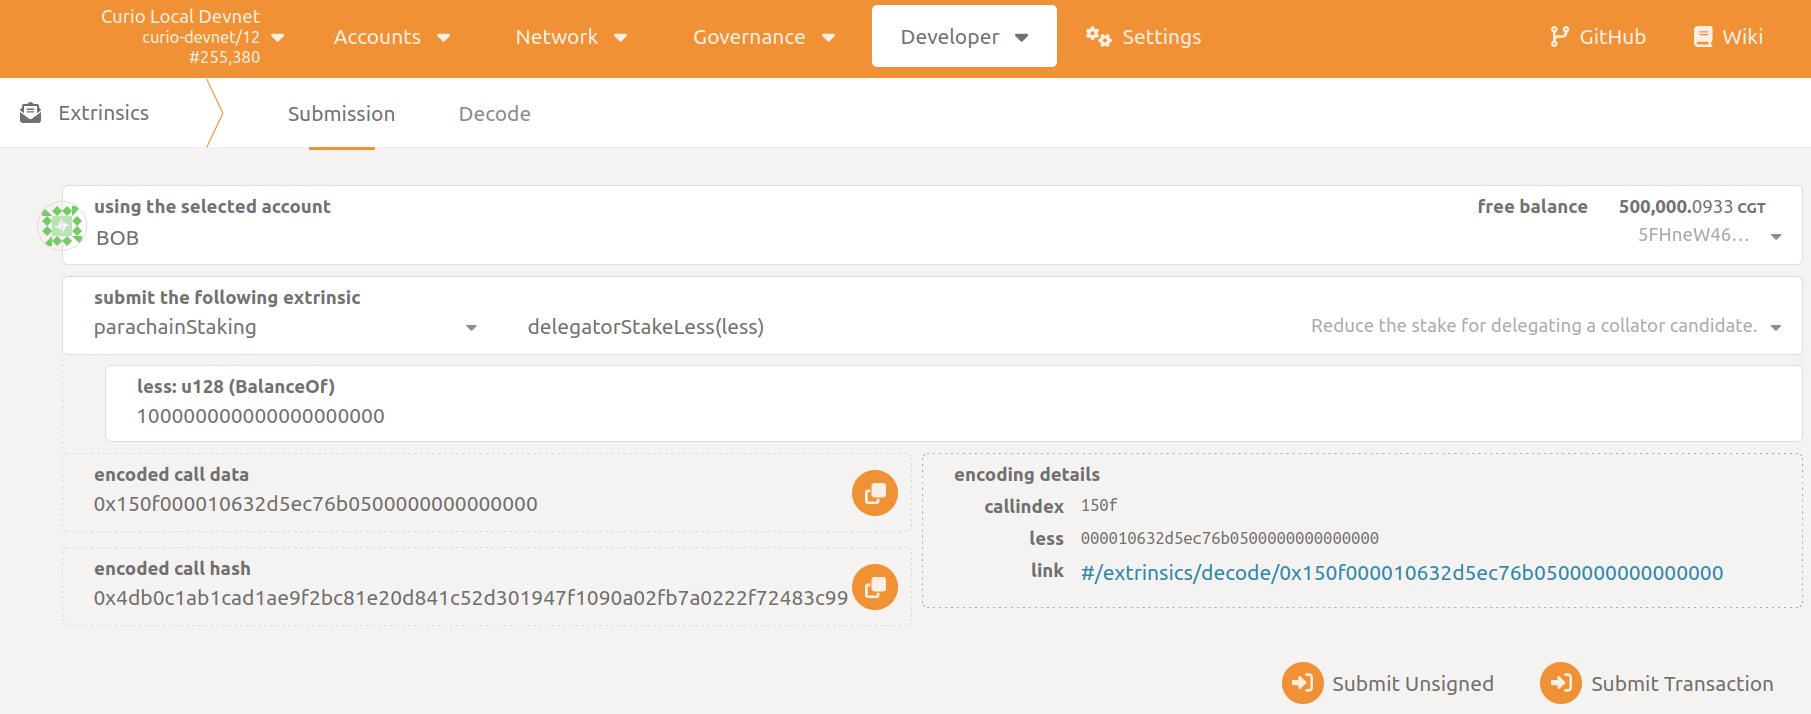 Curio Local Devnet
curio-devnet/12
#255,380
Accounts
Network
Governance
Developer
Settings
GitHub
Wiki
Extrinsics
Submission
Decode
using the selected account
BOB
free balance 500,000.0933 CGT
5FHneW46…
submit the following extrinsic
parachainStaking
delegatorStakeLess(less)
Reduce the stake for delegating a collator candidate.
less: u128 (BalanceOf)
100000000000000000000
encoded call data
0x150f000010632d5ec76b0500000000000000
encoded call hash
0x4db0c1ab1cad1ae9f2bc81e20d841c52d301947f1090a02fb7a0222f72483c99
encoding details
callindex 150f
less 000010632d5ec76b0500000000000000
link #/extrinsics/decode/0x150f000010632d5ec76b0500000000000000
Submit Unsigned
Submit Transaction